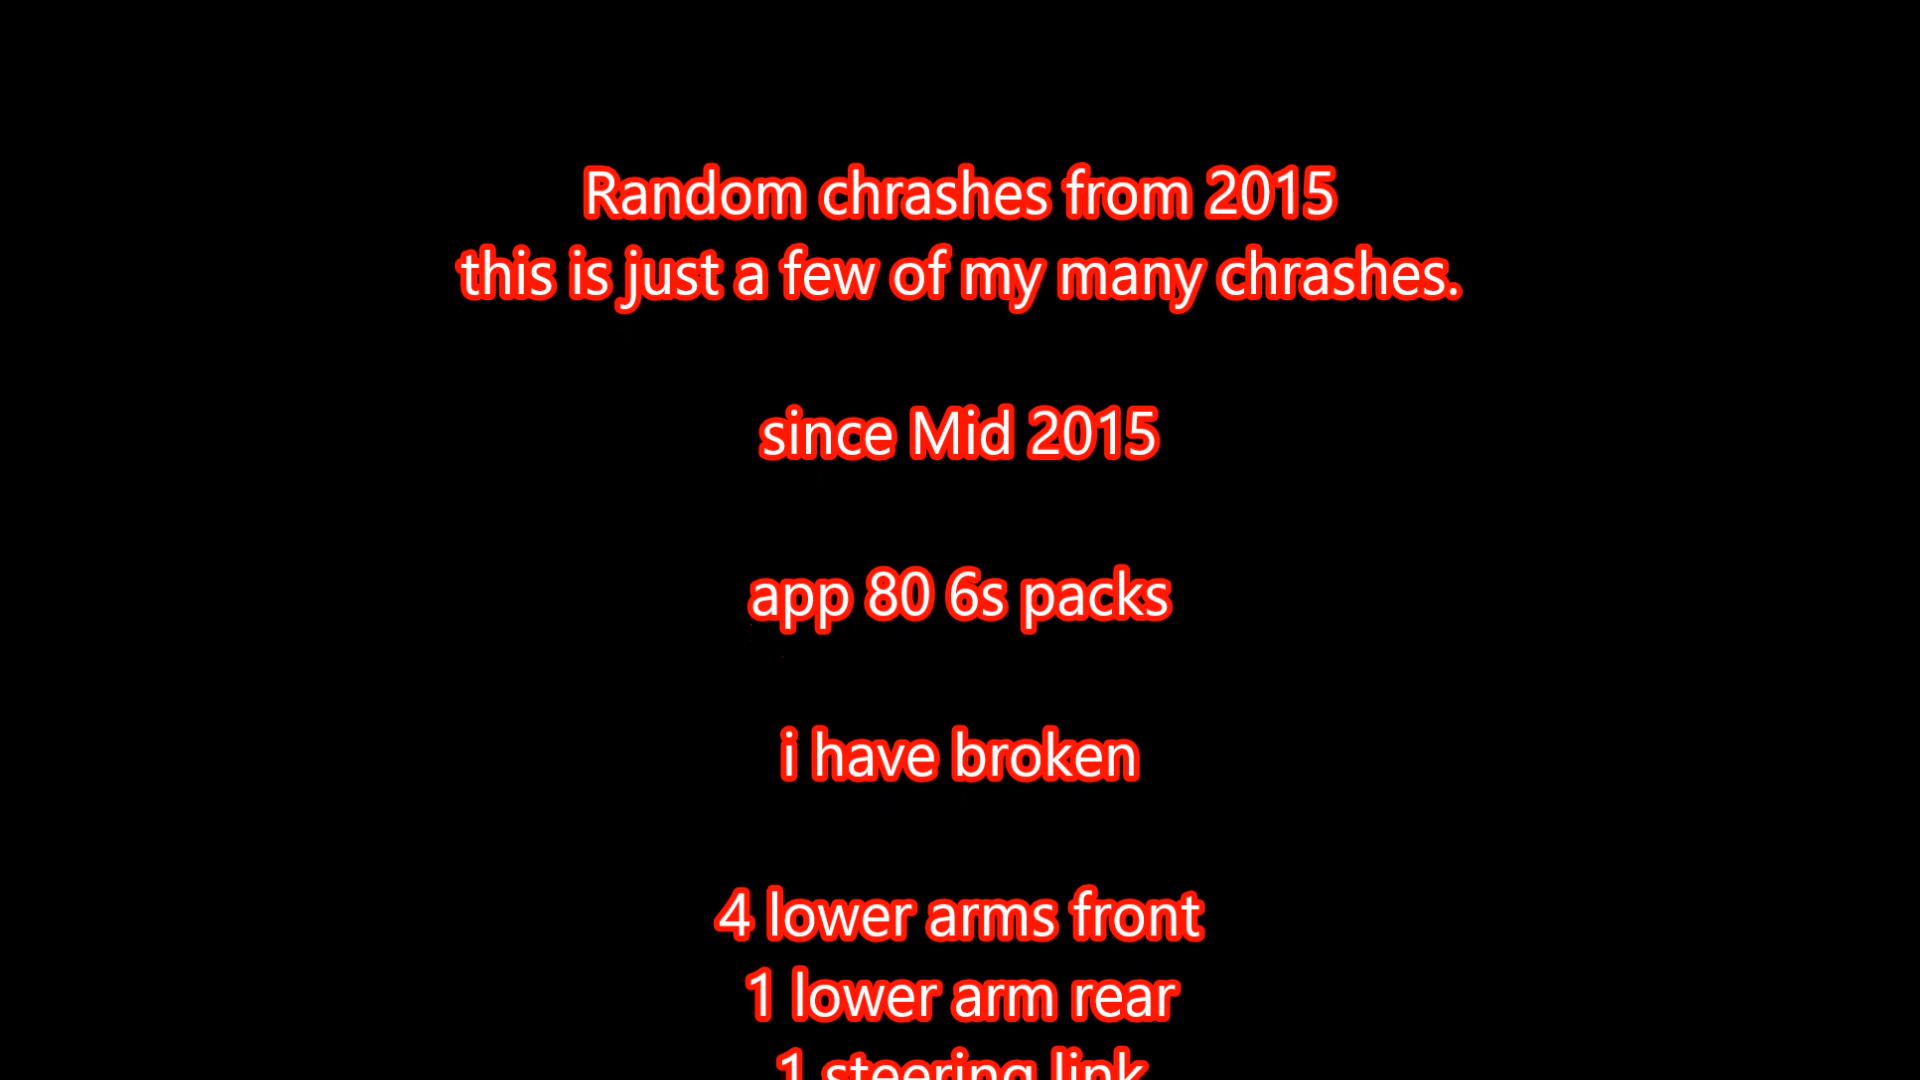 Random chrashes from 2015
this is just a few of my many chrashes.
since Mid 2015
app 80 6s packs
i have broken
4 lower arms front
1 lower arm rear
1 steering link